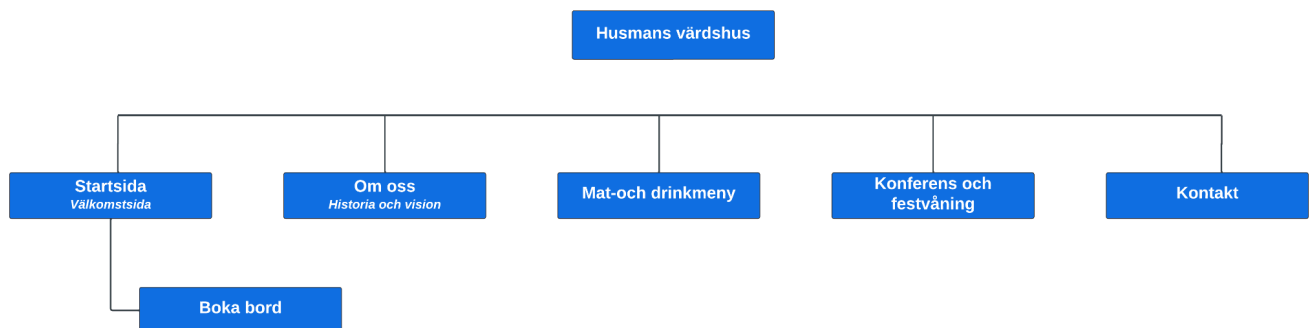 Husmans värdshus
Startsida
Välkomstsida
Om oss
Historia och vision
Mat-och drinkmeny
Konferens och
festvåning
Kontakt
Boka bord